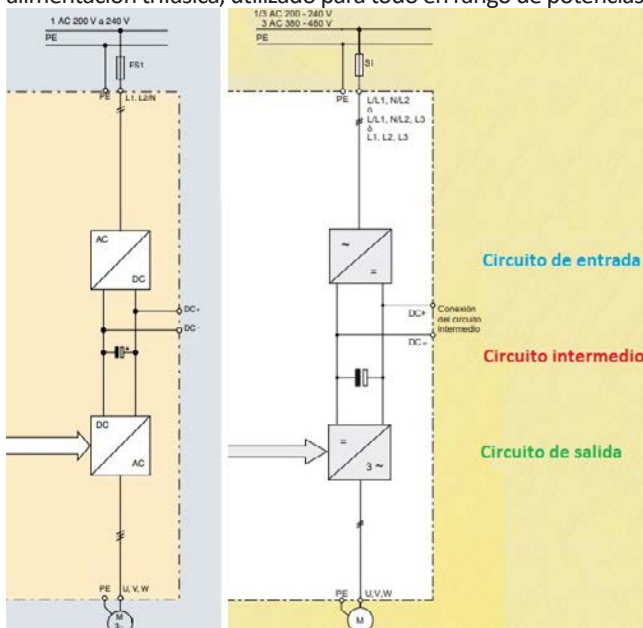 alimentación trifásica, utilizado para todo en rango de potencias
1 AC 200 V a 240 V
PE
FS1
PE
L1, L2/N
AC
DC
DC+
DC-
DC
AC
PE
U, V, W
M
3~
1/3 AC 200 - 240 V
3 AC 380 - 480 V
PE
SI
PE
L/L1, N/L2
o
L/L1, N/L2, L3
ó
L1, L2, L3
~
=
Circuito de entrada
DC+
Conexión
del circuito
Intermedio
DC-
Circuito intermedio
=
3 ~
Circuito de salida
PE
U,V,W
M